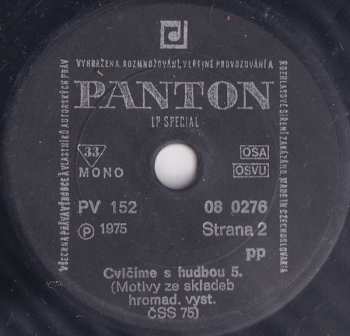 VYHRAŽENA, ROZMNOŽOVÁNÍ, VEŘEJNÉ PROVOZOVÁNÍ A
PANTON
LP SPECIAL
33
MONO
OSA
OSVU
PV 152
08 0276
Ⓟ 1975
Strana 2
pp
Cvičíme s hudbou 5.
(Motivy ze skladeb
hromad. vyst.
ČSS 75)
VŠECHNA PRÁVA VÝROBCE A VLASTNÍKŮ AUTORSKÝCH PRÁV
ROZHLASOVÉ ŠÍŘENÍ ZAKÁZÁNO. MADE IN CZECHOSLOVAKIA